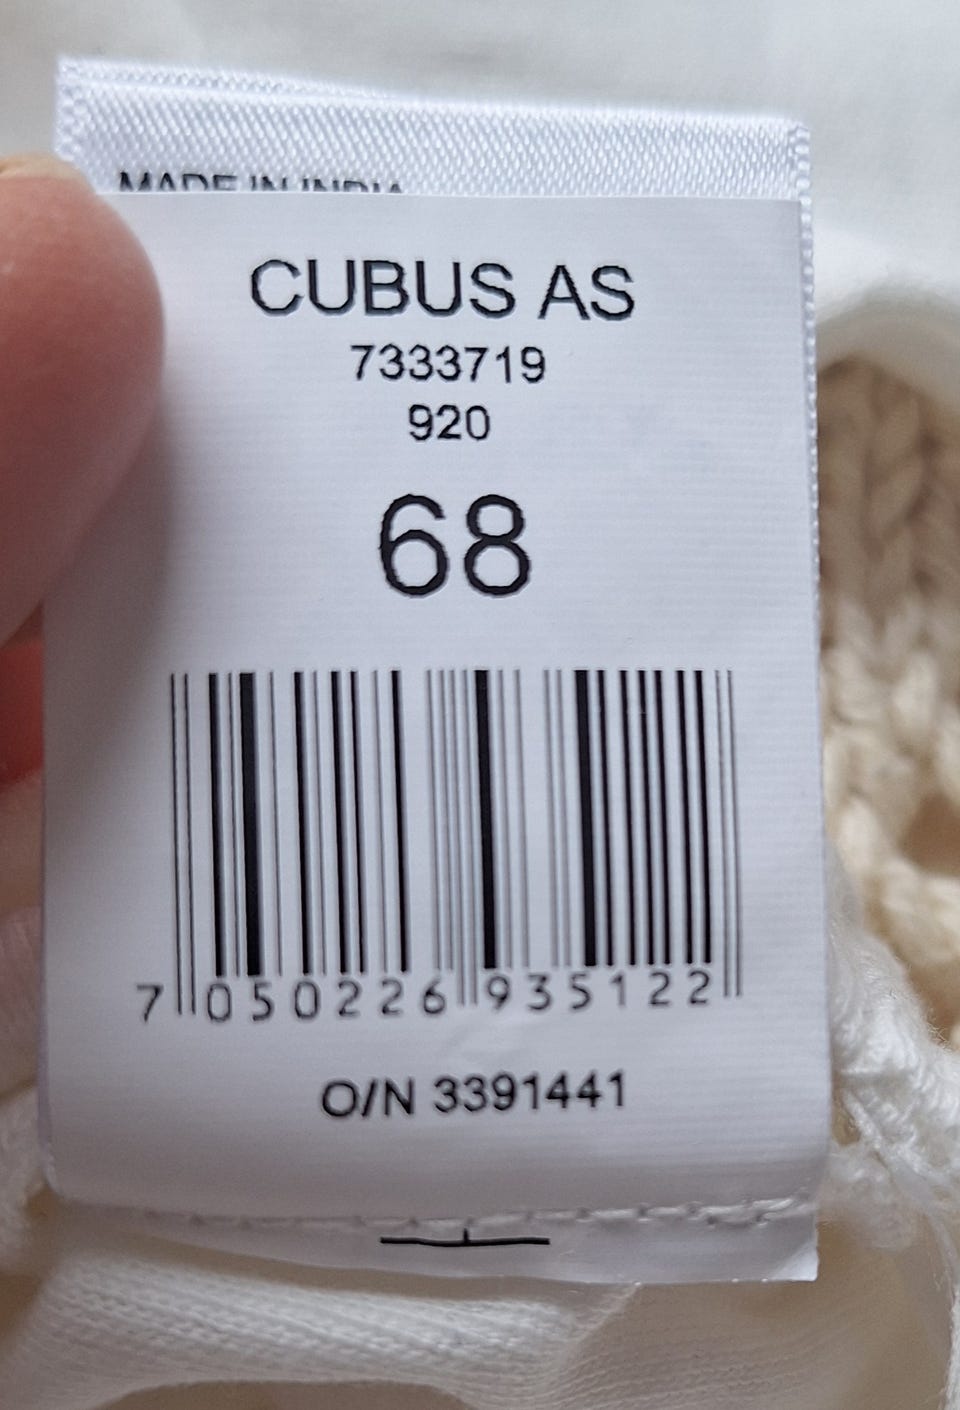 MADE IN INDIA
CUBUS AS
7333719
920
68
7 050226 935122
O/N 3391441